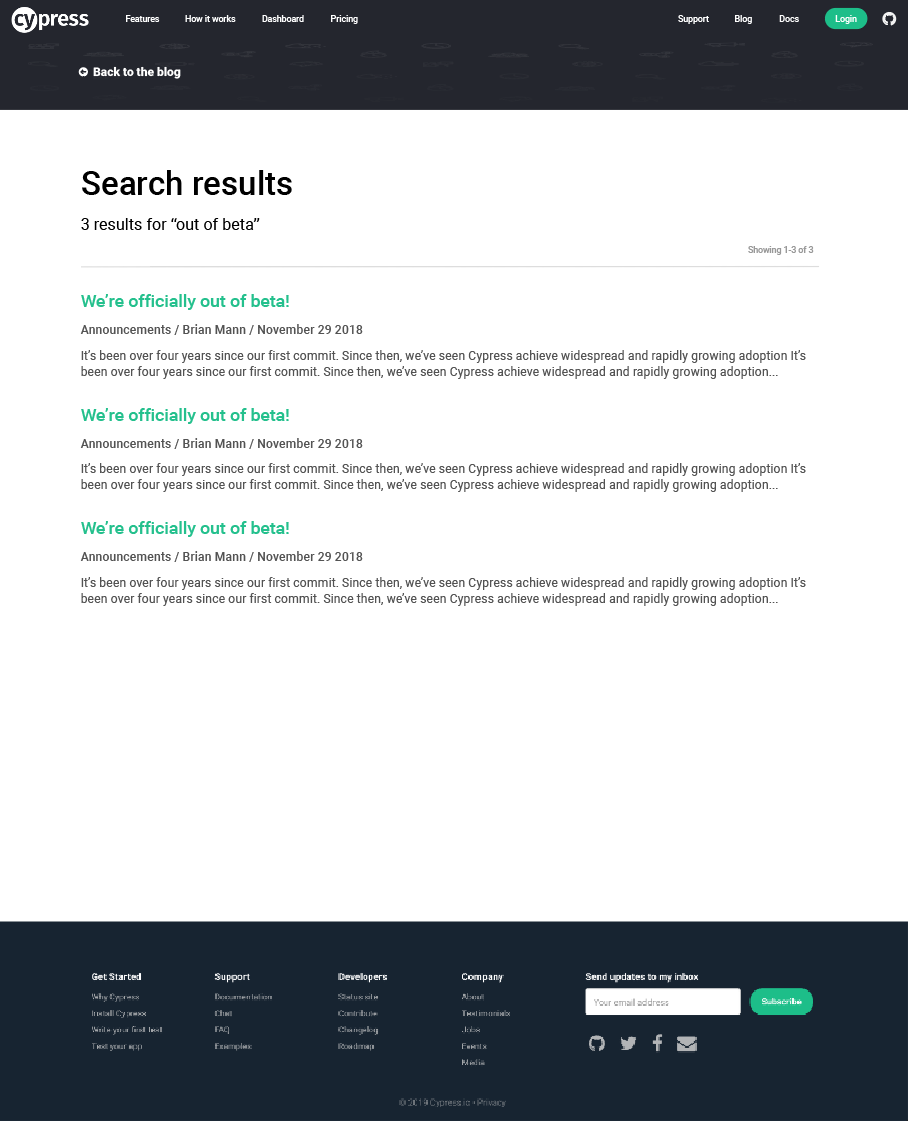 cypress Features How it works Dashboard Pricing Support Blog Docs Login
Back to the blog
Search results
3 results for “out of beta”
Showing 1-3 of 3
We’re officially out of beta!
Announcements / Brian Mann / November 29 2018
It’s been over four years since our first commit. Since then, we’ve seen Cypress achieve widespread and rapidly growing adoption It’s
been over four years since our first commit. Since then, we’ve seen Cypress achieve widespread and rapidly growing adoption...
We’re officially out of beta!
Announcements / Brian Mann / November 29 2018
It’s been over four years since our first commit. Since then, we’ve seen Cypress achieve widespread and rapidly growing adoption It’s
been over four years since our first commit. Since then, we’ve seen Cypress achieve widespread and rapidly growing adoption...
We’re officially out of beta!
Announcements / Brian Mann / November 29 2018
It’s been over four years since our first commit. Since then, we’ve seen Cypress achieve widespread and rapidly growing adoption It’s
been over four years since our first commit. Since then, we’ve seen Cypress achieve widespread and rapidly growing adoption...
Get Started
Why Cypress
Install Cypress
Write your first test
Test your app
Support
Documentation
Chat
FAQ
Examples
Developers
Status site
Contribute
Changelog
Roadmap
Company
About
Testimonials
Jobs
Events
Media
Send updates to my inbox
Your email address Subscribe
© 2019 Cypress.io • Privacy